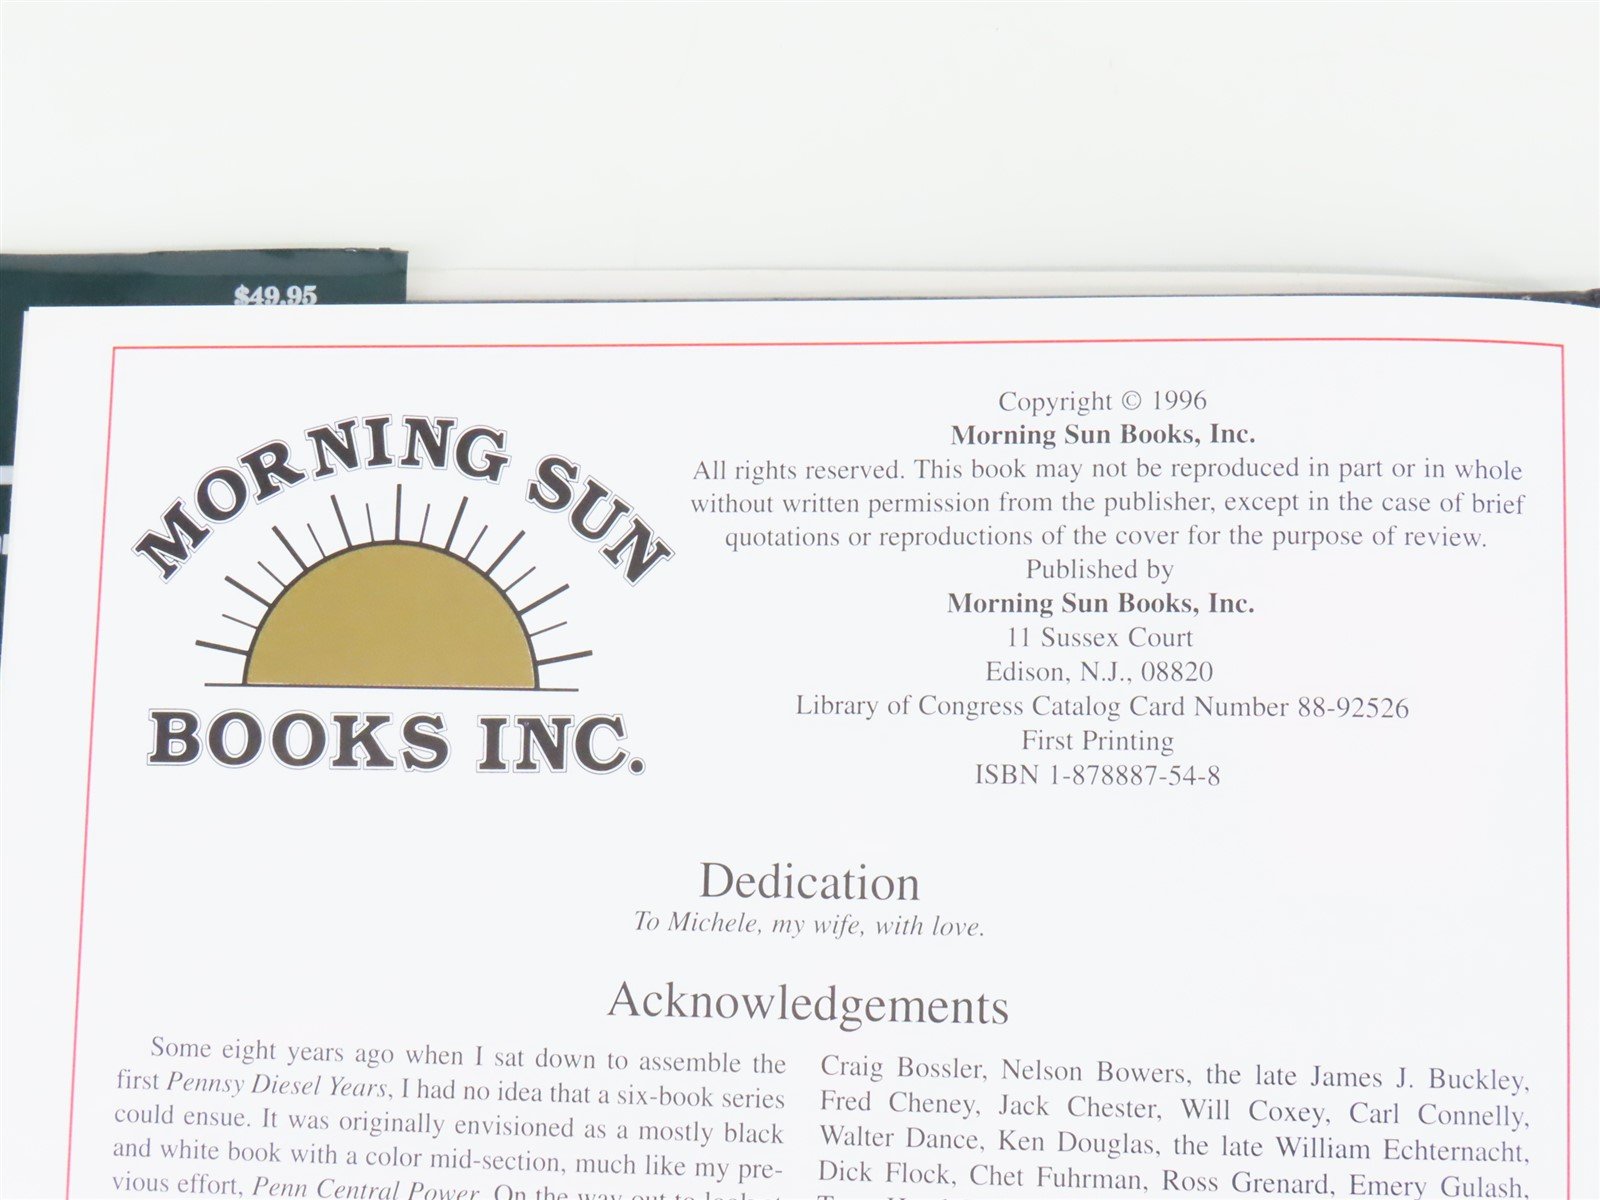 $49.95
MORNING SUN
BOOKS INC.
Copyright © 1996
Morning Sun Books, Inc.
All rights reserved. This book may not be reproduced in part or in whole
without written permission from the publisher, except in the case of brief
quotations or reproductions of the cover for the purpose of review.
Published by
Morning Sun Books, Inc.
11 Sussex Court
Edison, N.J., 08820
Library of Congress Catalog Card Number 88-92526
First Printing
ISBN 1-878887-54-8
Dedication
To Michele, my wife, with love.
Acknowledgements
Some eight years ago when I sat down to assemble the
first Pennsy Diesel Years, I had no idea that a six-book series
could ensue. It was originally envisioned as a mostly black
and white book with a color mid-section, much like my pre-
vious effort, Penn Central Power. On the way out to look at
Craig Bossler, Nelson Bowers, the late James J. Buckley,
Fred Cheney, Jack Chester, Will Coxey, Carl Connelly,
Walter Dance, Ken Douglas, the late William Echternacht,
Dick Flock, Chet Fuhrman, Ross Grenard, Emery Gulash,